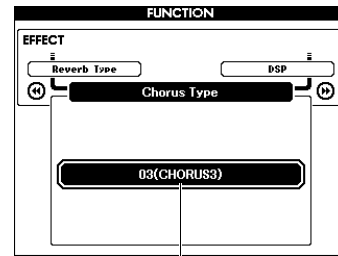 FUNCTION
EFFECT
Reverb Type
DSP
Chorus Type
03(CHORUS3)